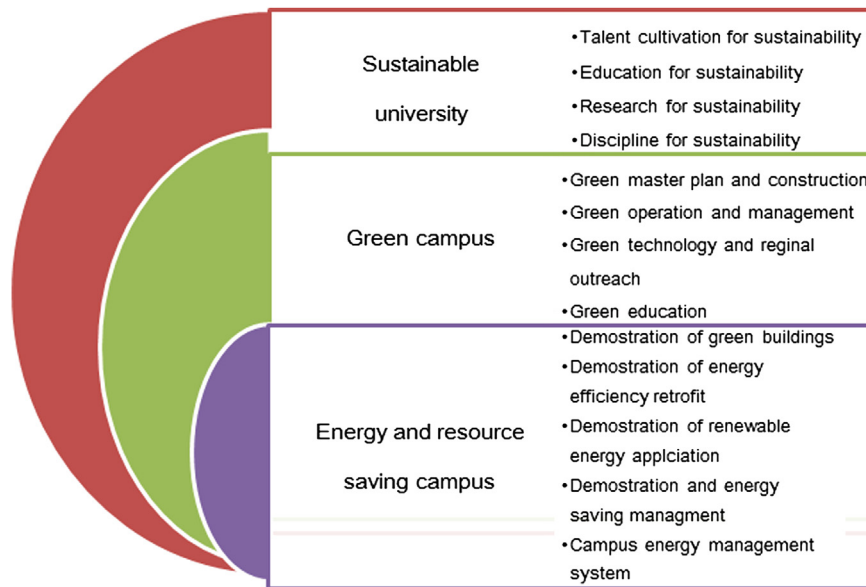 Sustainable
university
•Talent cultivation for sustainability
•Education for sustainability
•Research for sustainability
•Discipline for sustainability
Green campus
•Green master plan and construction
•Green operation and management
•Green technology and reginal
outreach
•Green education
Energy and resource
saving campus
•Demostration of green buildings
•Demostration of energy
efficiency retrofit
•Demostration of renewable
energy applciation
•Demostration and energy
saving managment
•Campus energy management
system